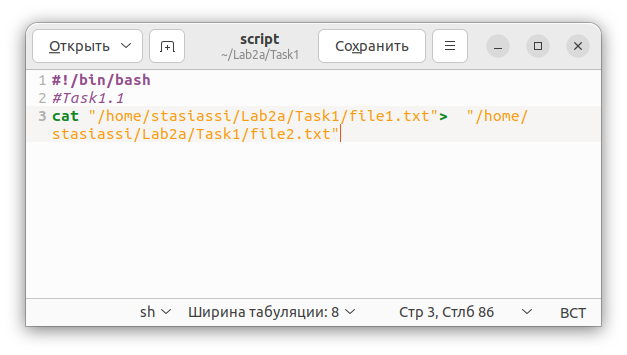 Открыть
script
~/Lab2a/Task1
Сохранить
1 #!/bin/bash
2 #Task1.1
3 cat "/home/stasiassi/Lab2a/Task1/file1.txt">  "/home/
stasiassi/Lab2a/Task1/file2.txt"
sh Ширина табуляции: 8 Стр 3, Стлб 86 ВСТ